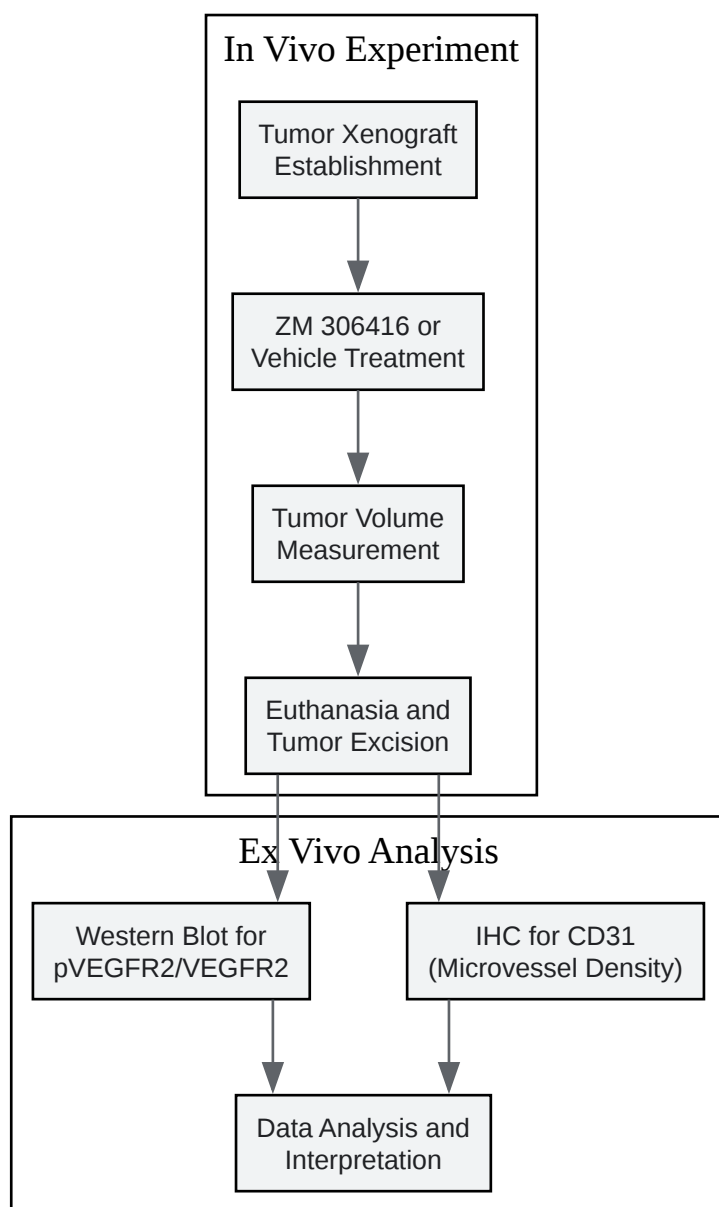 In Vivo Experiment
Tumor Xenograft
Establishment
ZM 306416 or
Vehicle Treatment
Tumor Volume
Measurement
Euthanasia and
Tumor Excision
Ex Vivo Analysis
Western Blot for
pVEGFR2/VEGFR2
IHC for CD31
(Microvessel Density)
Data Analysis and
Interpretation